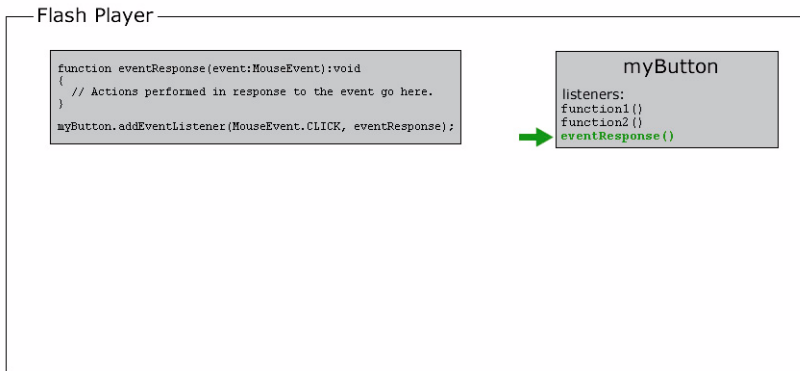 Flash Player
function eventResponse(event:MouseEvent):void
{
// Actions performed in response to the event go here.
}
myButton.addEventListener(MouseEvent.CLICK, eventResponse);
myButton
listeners:
function1()
function2()
eventResponse()